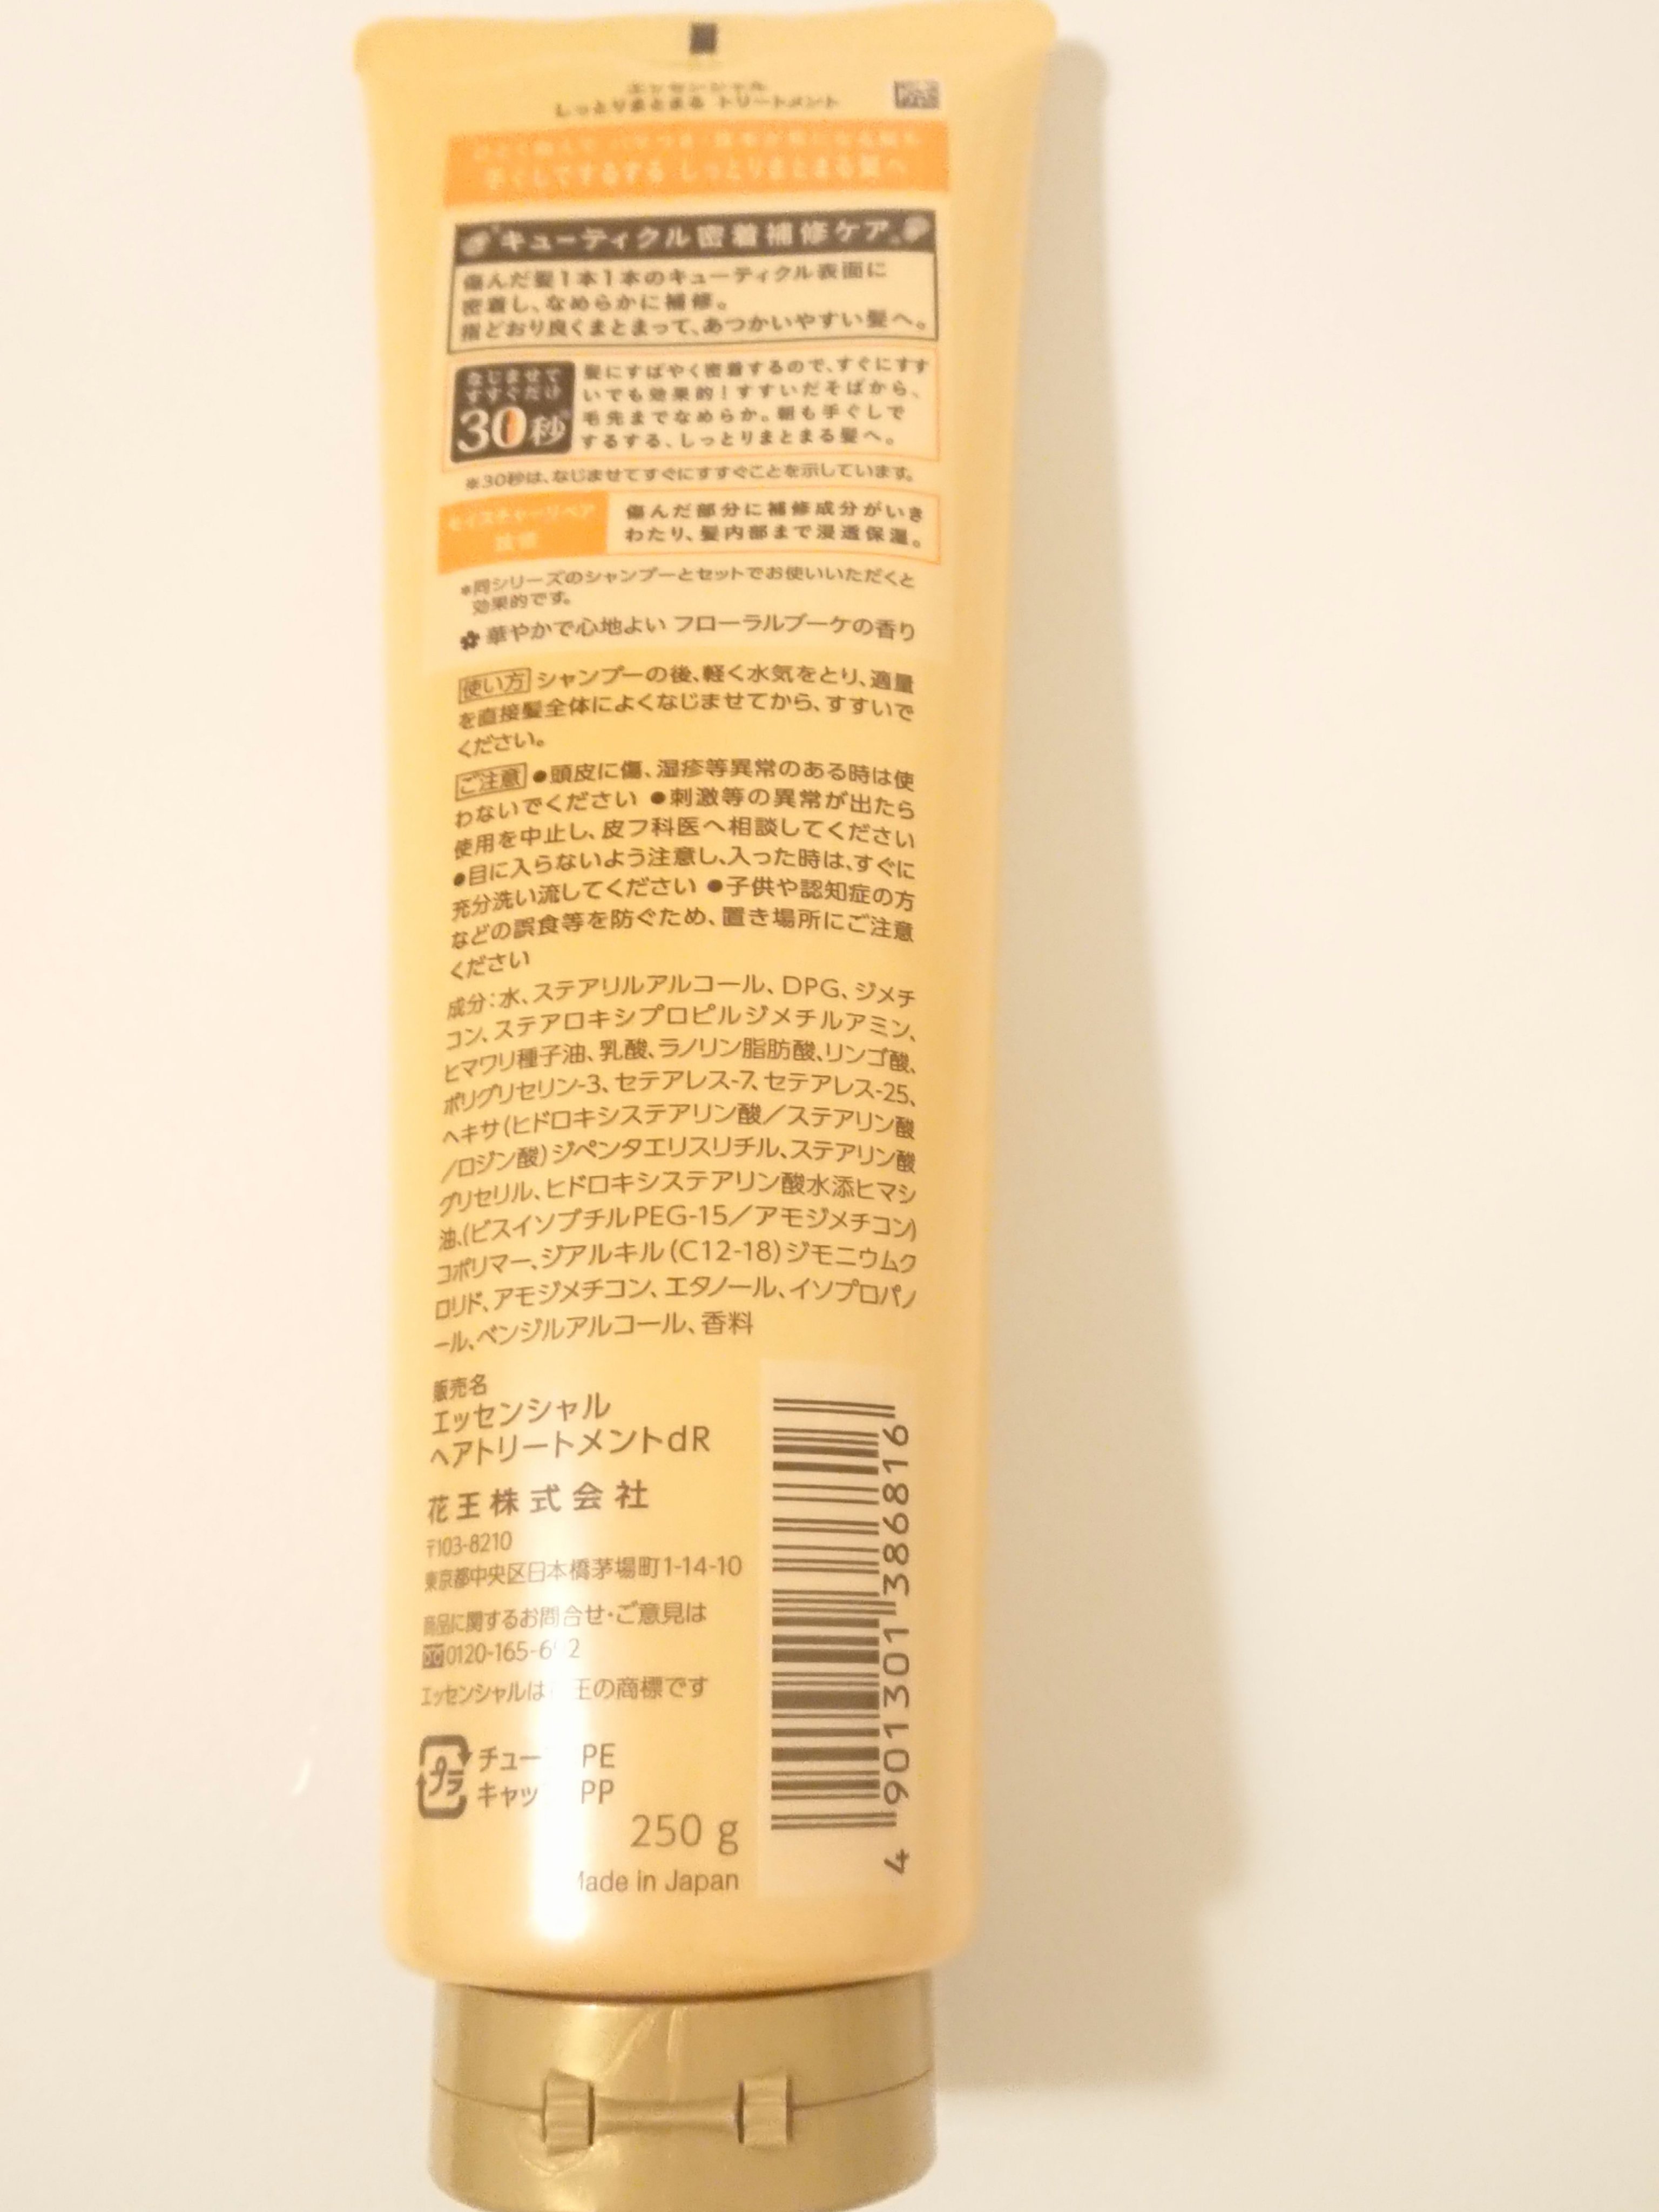 エッセンシャル
しっとりまとまる トリートメント
手ぐしでするする しっとりまとまる髪へ
キューティクル密着補修ケア
傷んだ髪1本1本のキューティクル表面に
密着し、なめらかに補修。
指どおり良くまとまって、あつかいやすい髪へ。
なじませて
すすぐだけ
30秒※
髪にすばやく密着するので、すぐにすす
いでも効果的!すすいだそばから、
毛先までなめらか。朝も手ぐしで
するする、しっとりまとまる髪へ。
※30秒は、なじませてすぐにすすぐことを示しています。
モイスチャーリペア
技術
傷んだ部分に補修成分がいき
わたり、髪内部まで浸透保湿。
*同シリーズのシャンプーとセットでお使いいただくと
効果的です。
華やかで心地よい フローラルブーケの香り
使い方 シャンプーの後、軽く水気をとり、適量
を直接髪全体によくなじませてから、すすいで
ください。
ご注意 ●頭皮に傷、湿疹等異常のある時は使
わないでください ●刺激等の異常が出たら
使用を中止し、皮フ科医へ相談してください
●目に入らないよう注意し、入った時は、すぐに
充分洗い流してください ●子供や認知症の方
などの誤食等を防ぐため、置き場所にご注意
ください
成分:水、ステアリルアルコール、DPG、ジメチ
コン、ステアロキシプロピルジメチルアミン、
ヒマワリ種子油、乳酸、ラノリン脂肪酸、リンゴ酸、
ポリグリセリン-3、セテアレス-7、セテアレス-25、
ヘキサ(ヒドロキシステアリン酸/ステアリン酸
/ロジン酸)ジペンタエリスリチル、ステアリン酸
グリセリル、ヒドロキシステアリン酸水添ヒマシ
油、(ビスイソブチルPEG-15/アモジメチコン)
コポリマー、ジアルキル(C12-18)ジモニウムク
ロリド、アモジメチコン、エタノール、イソプロパノ
ール、ベンジルアルコール、香料
販売名
エッセンシャル
ヘアトリートメントdR
花王株式会社
〒103-8210
東京都中央区日本橋茅場町1-14-10
商品に関するお問合せ・ご意見は
0120-165-692
エッセンシャルは花王の商標です
プラ
チューブ PE
キャップ PP
250 g
Made in Japan
4 901301 386816